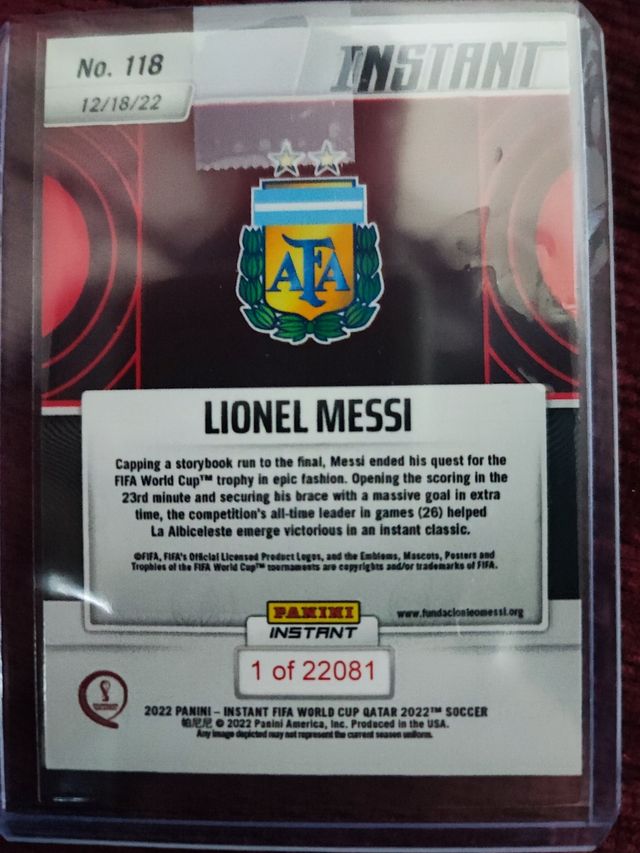 No. 118
INSTANT
12/18/22
AFA
LIONEL MESSI
Capping a storybook run to the final, Messi ended his quest for the
FIFA World Cup™ trophy in epic fashion. Opening the scoring in the
23rd minute and securing his brace with a massive goal in extra
time, the competition's all-time leader in games (26) helped
La Albiceleste emerge victorious in an instant classic.
©FIFA, FIFA's Official Licensed Product Logos, and the Emblems, Mascots, Posters and
Trophies of the FIFA World Cup™ tournaments are copyrights and/or trademarks of FIFA.
PANINI
INSTANT
www.fundacionleomessi.org
1 of 22081
2022 PANINI – INSTANT FIFA WORLD CUP QATAR 2022™ SOCCER
帕尼尼 © 2022 Panini America, Inc. Produced in the USA.
Any image depicted may not represent the current season uniform.